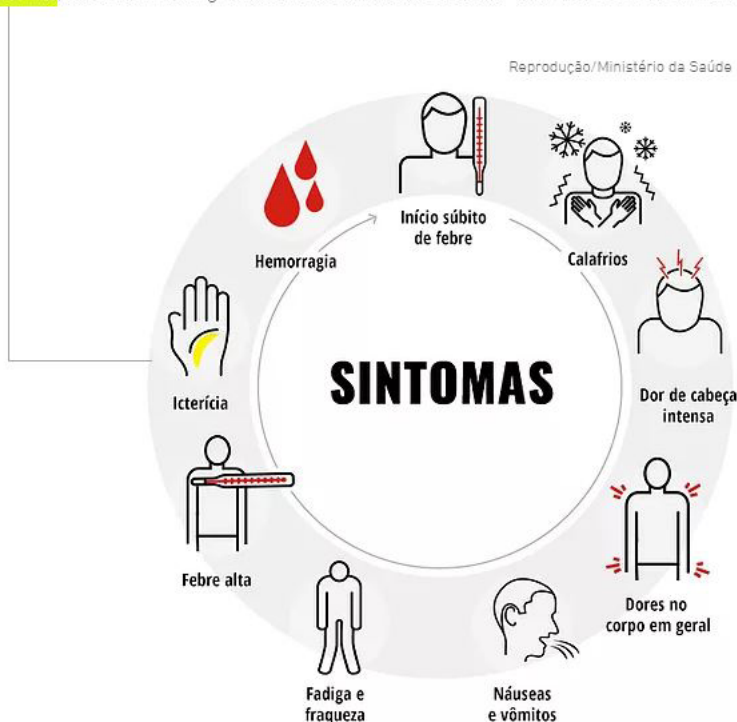 Reprodução/Ministério da Saúde
Início súbito
de febre
Calafrios
Dor de cabeça
intensa
Dores no
corpo em geral
Náuseas
e vômitos
Fadiga e
fraqueza
Febre alta
Icterícia
Hemorragia
SINTOMAS